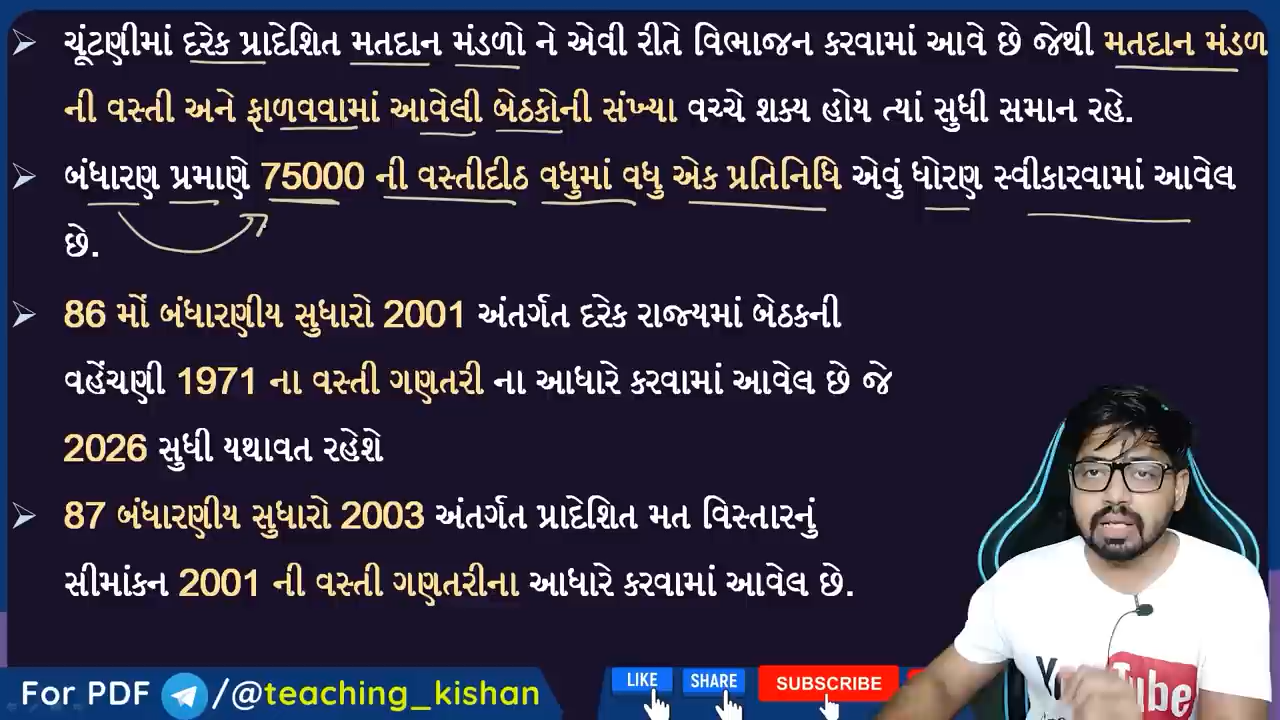 ➢ ચૂંટણીમાં દરેક પ્રાદેશિત મતદાન મંડળો ને એવી રીતે વિભાજન કરવામાં આવે છે જેથી મતદાન મંડળ
ની વસ્તી અને ફાળવવામાં આવેલી બેઠકોની સંખ્યા વચ્ચે શક્ય હોય ત્યાં સુધી સમાન રહે.
➢ બંધારણ પ્રમાણે 75000 ની વસ્તીદીઠ વધુમાં વધુ એક પ્રતિનિધિ એવું ધોરણ સ્વીકારવામાં આવેલ
છે.
➢ 86 મોં બંધારણીય સુધારો 2001 અંતર્ગત દરેક રાજ્યમાં બેઠકની
વહેંચણી 1971 ના વસ્તી ગણતરી ના આધારે કરવામાં આવેલ છે જે
2026 સુધી યથાવત રહેશે
➢ 87 બંધારણીય સુધારો 2003 અંતર્ગત પ્રાદેશિત મત વિસ્તારનું
સીમાંકન 2001 ની વસ્તી ગણતરીના આધારે કરવામાં આવેલ છે.
For PDF /@teaching_kishan
LIKE SHARE SUBSCRIBE